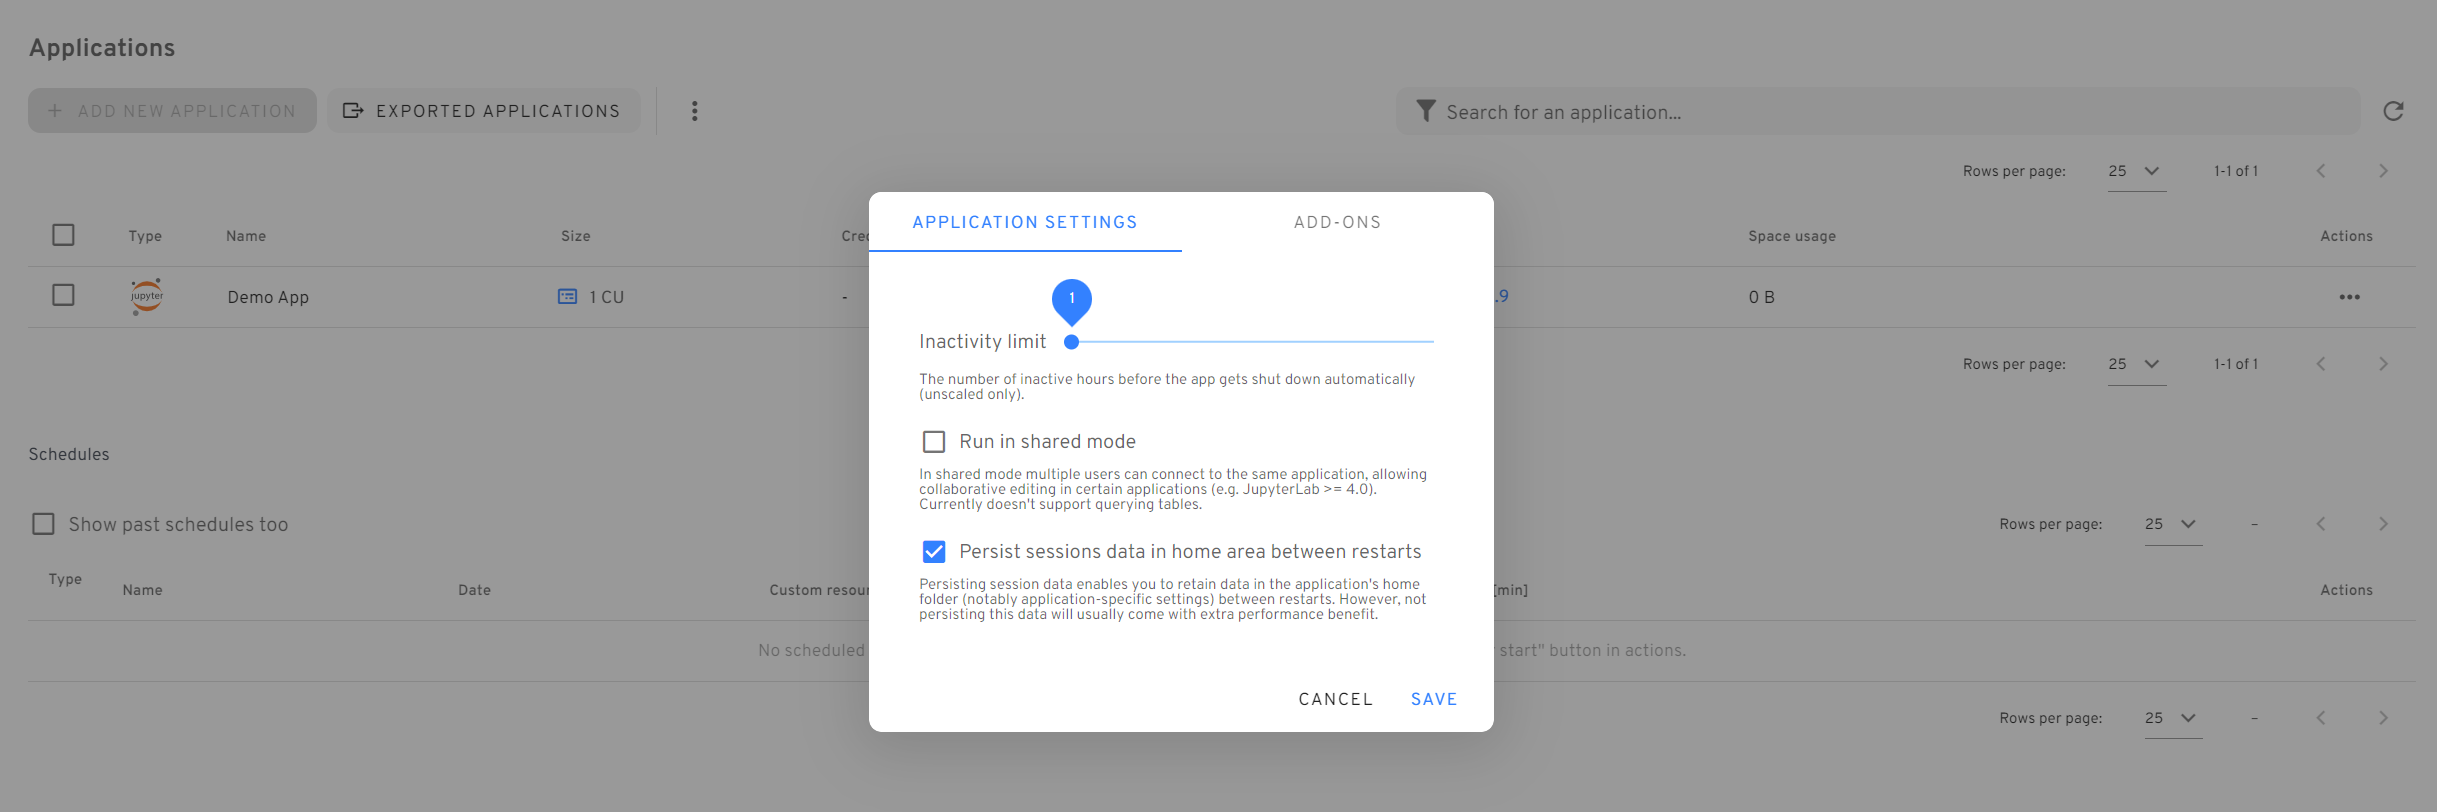 Applications
+ ADD NEW APPLICATION
EXPORTED APPLICATIONS
Search for an application...
Rows per page: 25 1-1 of 1
Type Name Size Space usage Actions
jupyter Demo App 1 CU - .9 0 B
Rows per page: 25 1-1 of 1
Schedules
Show past schedules too
Rows per page: 25 –
Type Name Date Custom [min] Actions
No scheduled start" button in actions.
Rows per page: 25 –
APPLICATION SETTINGS
ADD-ONS
1
Inactivity limit
The number of inactive hours before the app gets shut down automatically
(unscaled only).
Run in shared mode
In shared mode multiple users can connect to the same application, allowing
collaborative editing in certain applications (e.g. JupyterLab >= 4.0).
Currently doesn't support querying tables.
Persist sessions data in home area between restarts
Persisting session data enables you to retain data in the application's home
folder (notably application-specific settings) between restarts. However, not
persisting this data will usually come with extra performance benefit.
CANCEL
SAVE